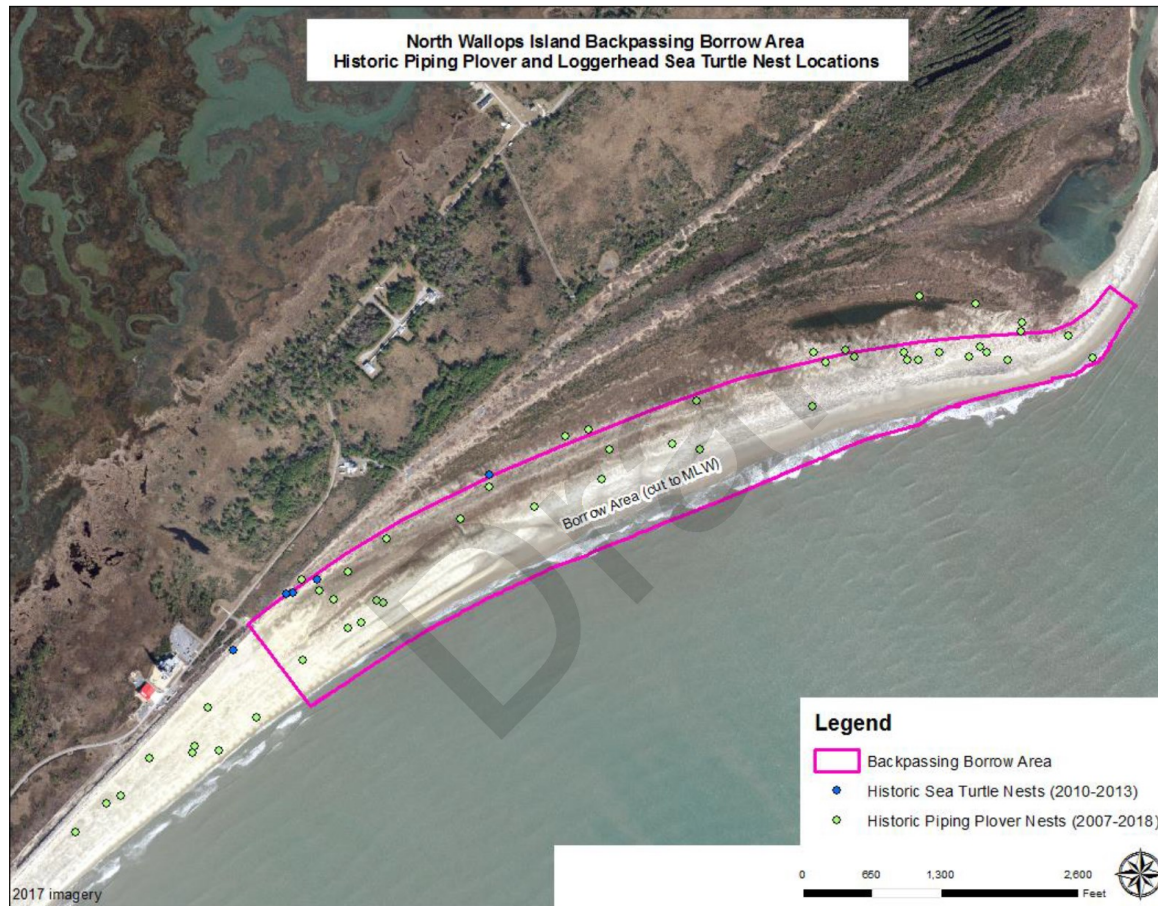 North Wallops Island Backpassing Borrow Area
Historic Piping Plover and Loggerhead Sea Turtle Nest Locations
Borrow Area (cut to MLW)
Draft
Legend
Backpassing Borrow Area
Historic Sea Turtle Nests (2010-2013)
Historic Piping Plover Nests (2007-2018)
0 650 1,300 2,600
Feet
2017 imagery